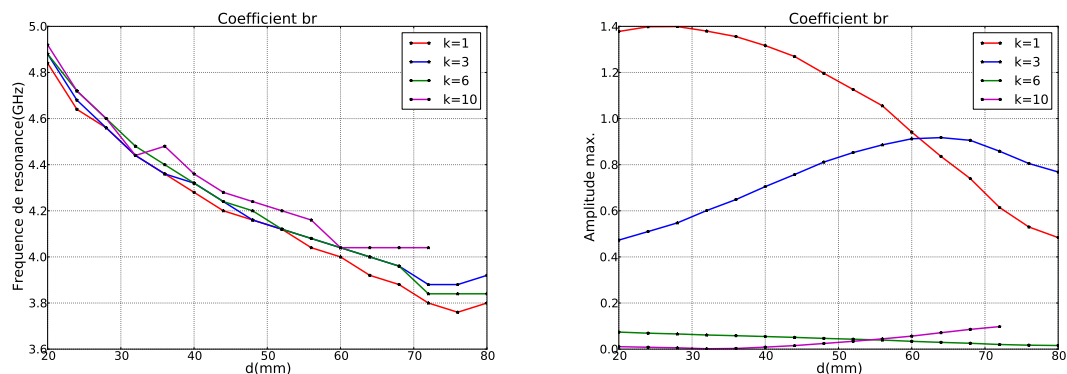 Coefficient br
Frequence de resonance(GHz)
5.0
4.8
4.6
4.4
4.2
4.0
3.8
3.6
20
30
40
50
60
70
80
d(mm)
k=1
k=3
k=6
k=10
Coefficient br
Amplitude max.
1.4
1.2
1.0
0.8
0.6
0.4
0.2
0.0
20
30
40
50
60
70
80
d(mm)
k=1
k=3
k=6
k=10